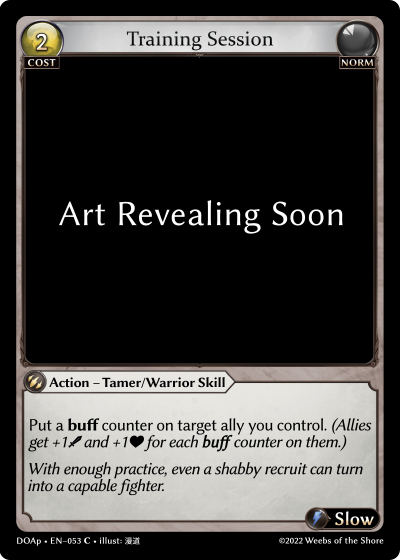 2
Training Session
COST
NORM
Art Revealing Soon
Action – Tamer/Warrior Skill
Put a buff counter on target ally you control. (Allies
get +1 and +1 for each buff counter on them.)
With enough practice, even a shabby recruit can turn
into a capable fighter.
Slow
DOAp • EN–053 C • illust: 漫道
©2022 Weebs of the Shore